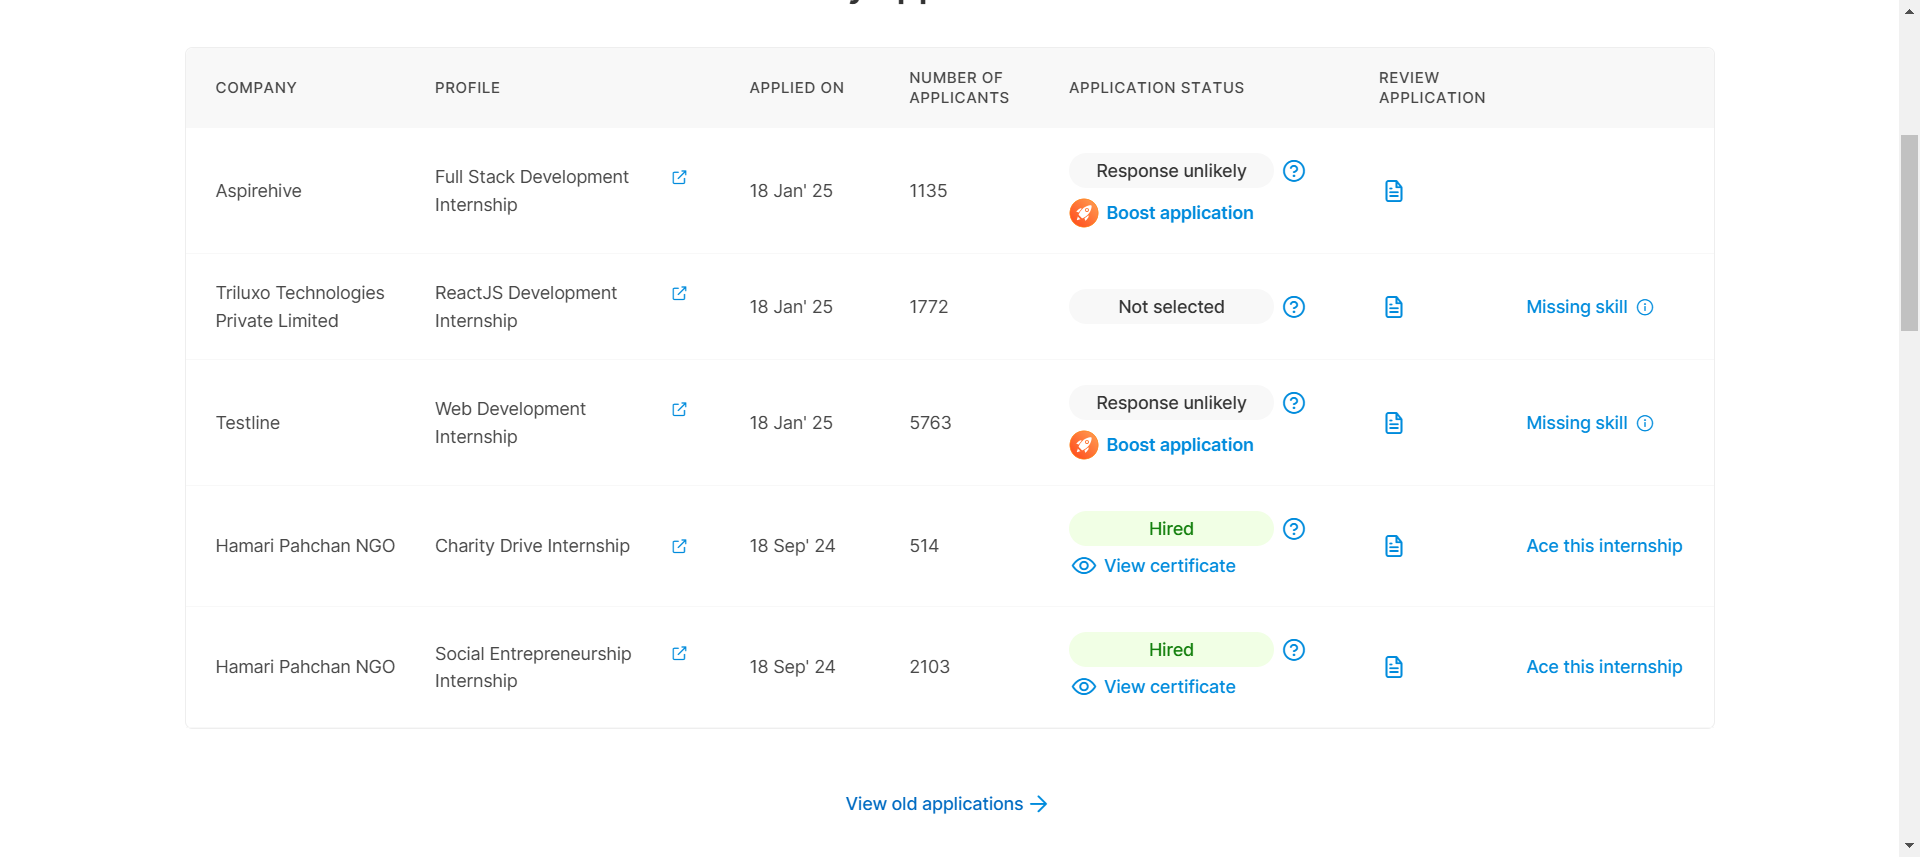 COMPANY
PROFILE
APPLIED ON
NUMBER OF
APPLICANTS
APPLICATION STATUS
REVIEW
APPLICATION
Aspirehive
Full Stack Development
Internship
18 Jan' 25
1135
Response unlikely
Boost application
Triluxo Technologies
Private Limited
ReactJS Development
Internship
18 Jan' 25
1772
Not selected
Missing skill
Testline
Web Development
Internship
18 Jan' 25
5763
Response unlikely
Boost application
Missing skill
Hamari Pahchan NGO
Charity Drive Internship
18 Sep' 24
514
Hired
View certificate
Ace this internship
Hamari Pahchan NGO
Social Entrepreneurship
Internship
18 Sep' 24
2103
Hired
View certificate
Ace this internship
View old applications